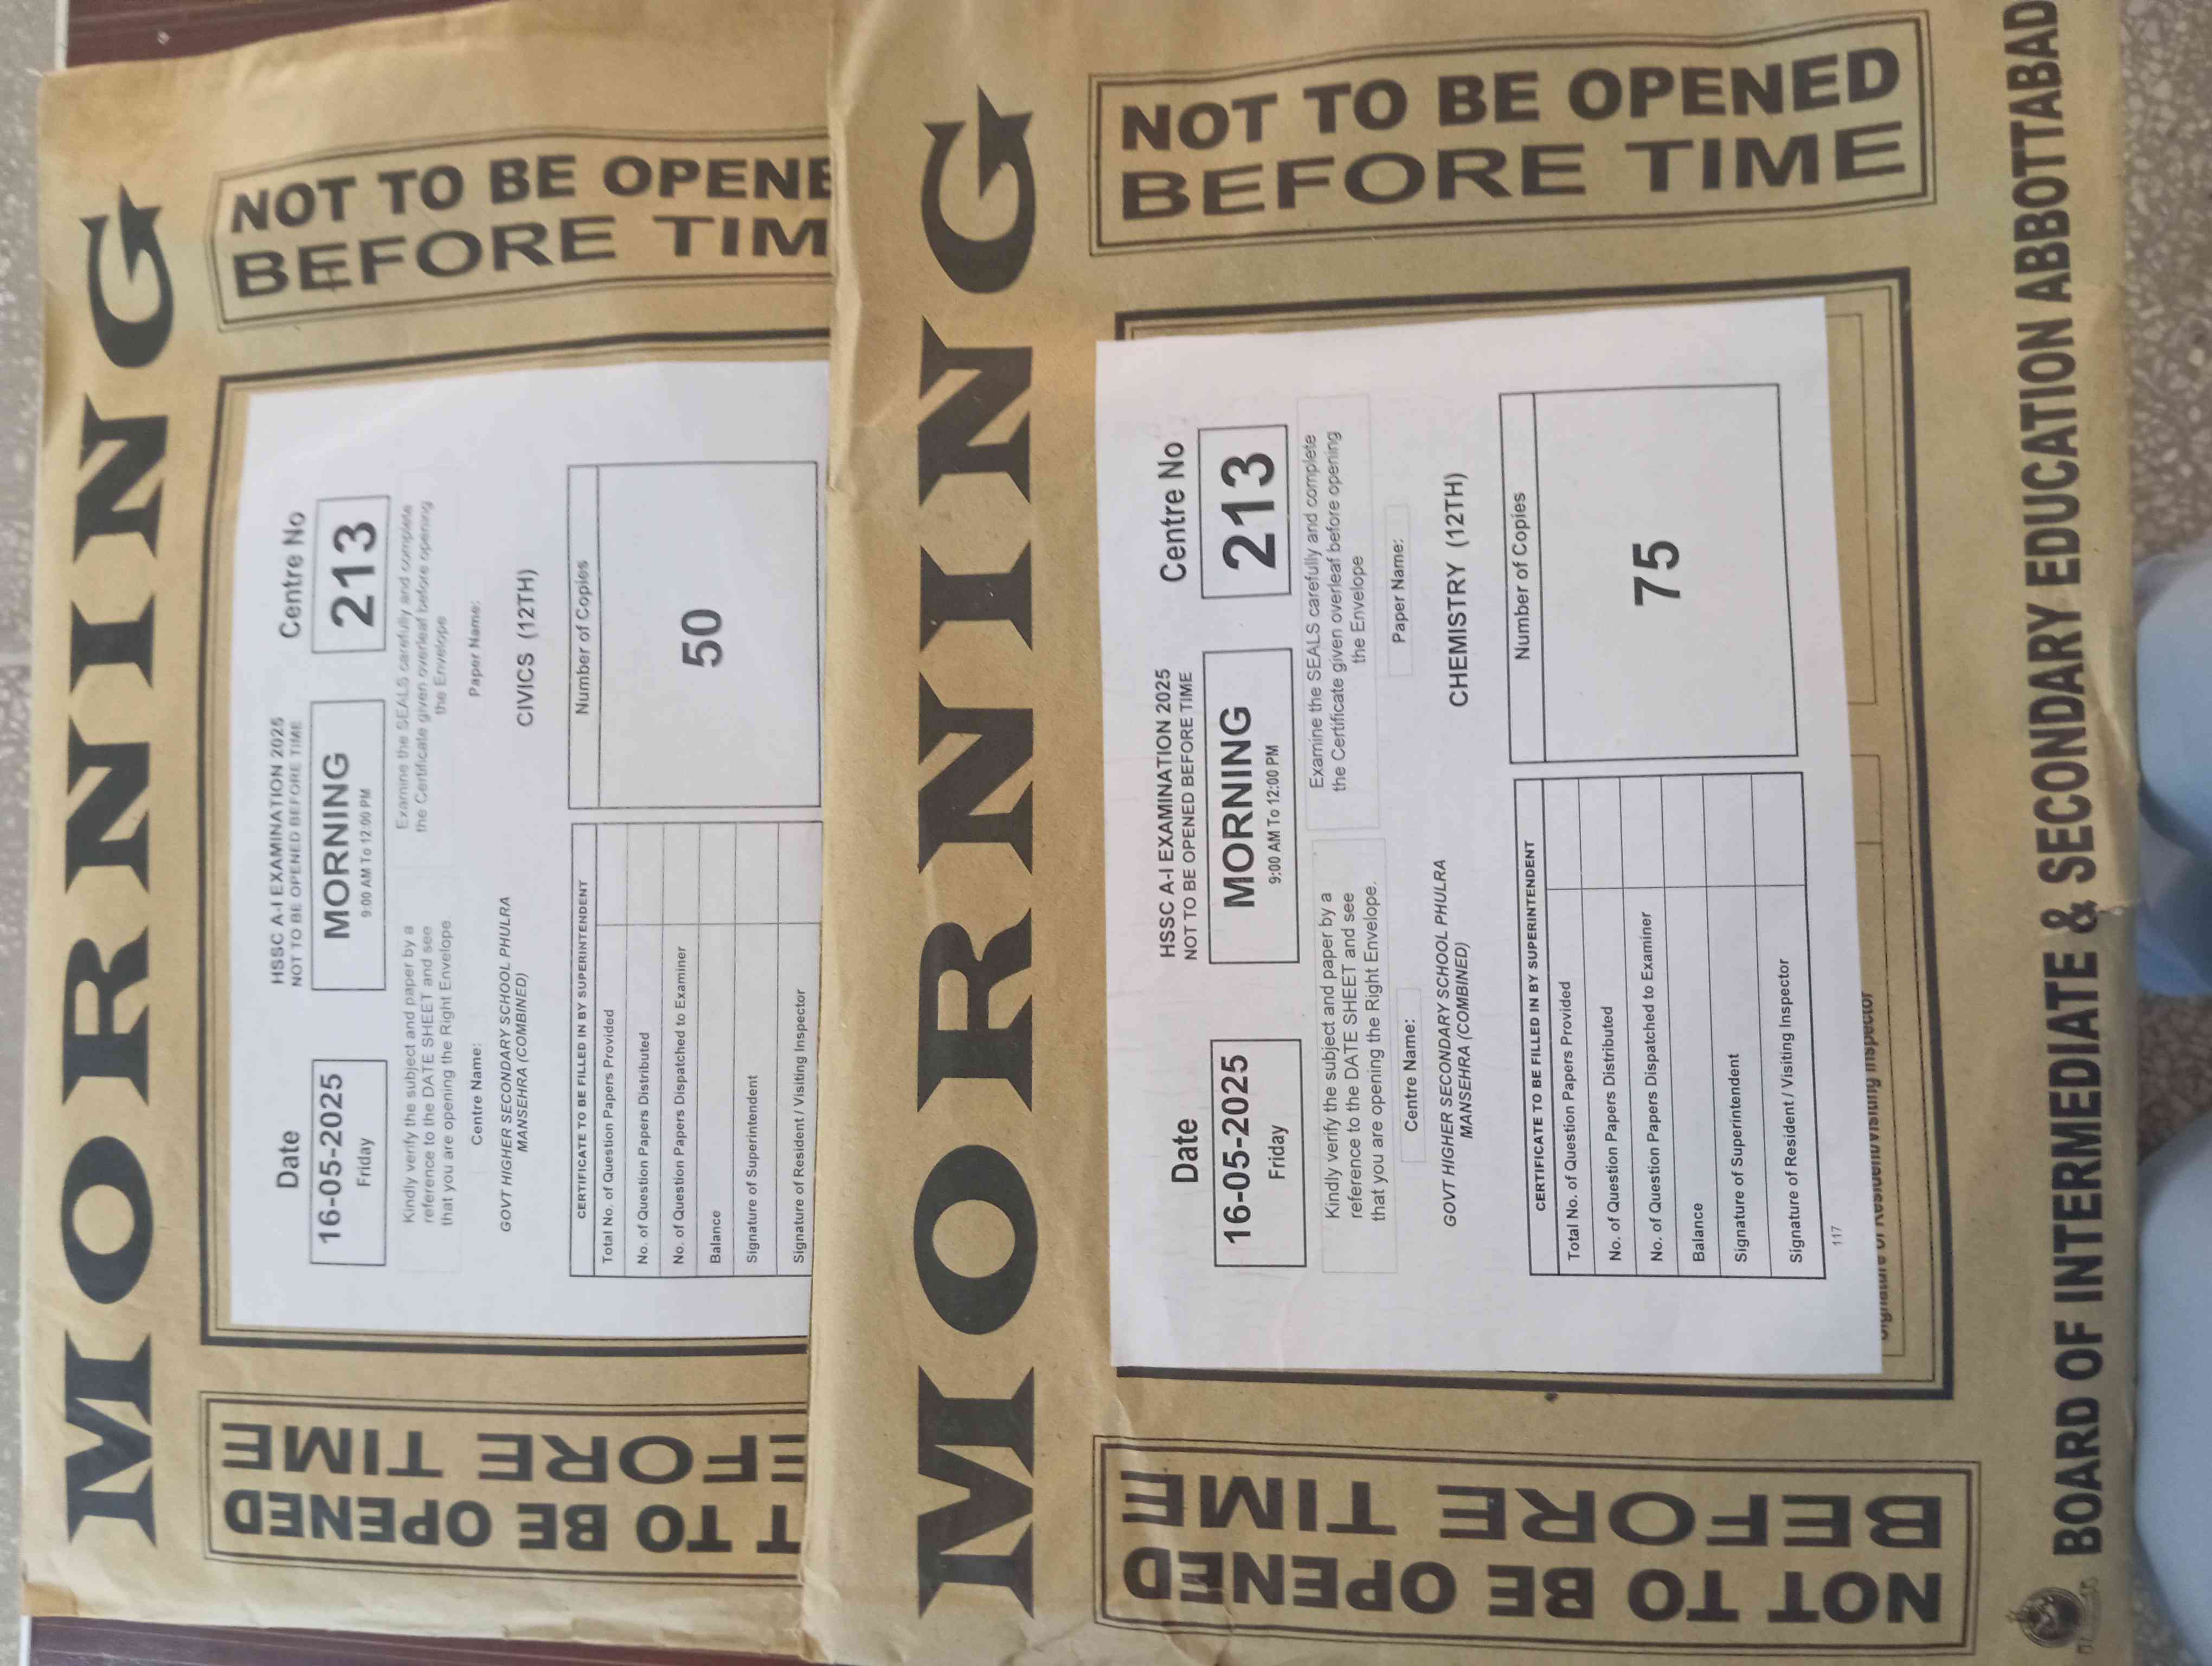 MORNING
NOT TO BE OPENE
BEFORE TIM
T TO BE OPENED
EFORE TIME
HSSC A-I EXAMINATION 2025
NOT TO BE OPENED BEFORE TIME
Date
Centre No
16-05-2025
Friday
MORNING
9:00 AM To 12:00 PM
213
Kindly verify the subject and paper by a
reference to the DATE SHEET and see
that you are opening the Right Envelope
Examine the SEALS carefully and complete
the Certificate given overleaf before opening
the Envelope
Centre Name:
Paper Name:
GOVT HIGHER SECONDARY SCHOOL PHULRA
MANSEHRA (COMBINED)
CIVICS (12TH)
CERTIFICATE TO BE FILLED IN BY SUPERINTENDENT
Total No. of Question Papers Provided
No. of Question Papers Distributed
No. of Question Papers Dispatched to Examiner
Balance
Signature of Superintendent
Signature of Resident / Visiting Inspector
Number of Copies
50
MORNING
NOT TO BE OPENED
BEFORE TIME
NOT TO BE OPENED
BEFORE TIME
HSSC A-I EXAMINATION 2025
NOT TO BE OPENED BEFORE TIME
Date
Centre No
16-05-2025
Friday
MORNING
9:00 AM To 12:00 PM
213
Kindly verify the subject and paper by a
reference to the DATE SHEET and see
that you are opening the Right Envelope.
Examine the SEALS carefully and complete
the Certificate given overleaf before opening
the Envelope
Centre Name:
Paper Name:
GOVT HIGHER SECONDARY SCHOOL PHULRA
MANSEHRA (COMBINED)
CHEMISTRY (12TH)
CERTIFICATE TO BE FILLED IN BY SUPERINTENDENT
Total No. of Question Papers Provided
No. of Question Papers Distributed
No. of Question Papers Dispatched to Examiner
Balance
Signature of Superintendent
Signature of Resident / Visiting Inspector
Number of Copies
75
117
Signature of Resident/Visiting Inspector
BOARD OF INTERMEDIATE & SECONDARY EDUCATION ABBOTTABAD